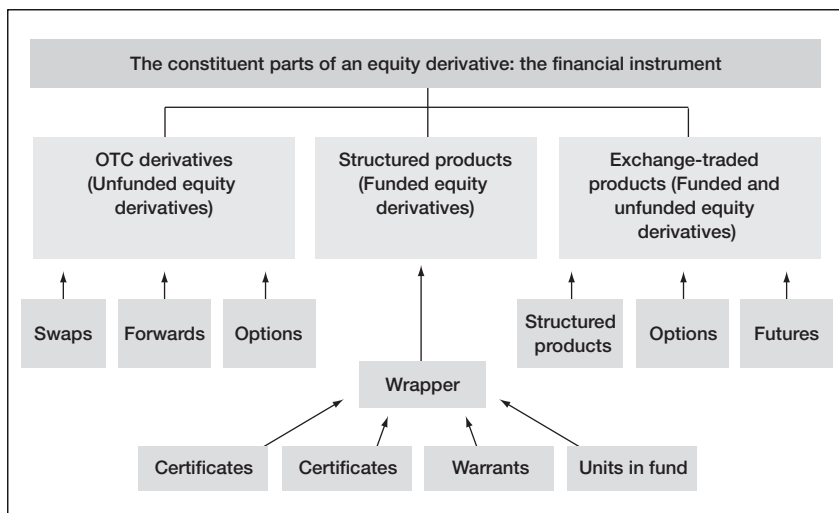 The constituent parts of an equity derivative: the financial instrument
OTC derivatives
(Unfunded equity
derivatives)
Structured products
(Funded equity
derivatives)
Exchange-traded
products (Funded and
unfunded equity
derivatives)
Swaps
Forwards
Options
Structured
products
Options
Futures
Wrapper
Certificates
Certificates
Warrants
Units in fund